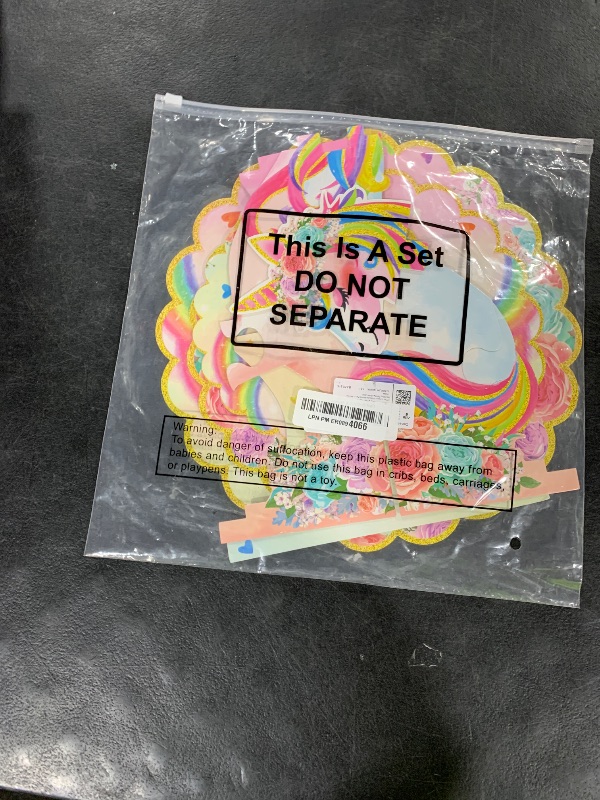 This Is A Set
DO NOT
SEPARATE
Warning:
To avoid danger of suffocation, keep this plastic bag away from
babies and children. Do not use this bag in cribs, beds, carriages,
or playpens. This bag is not a toy.